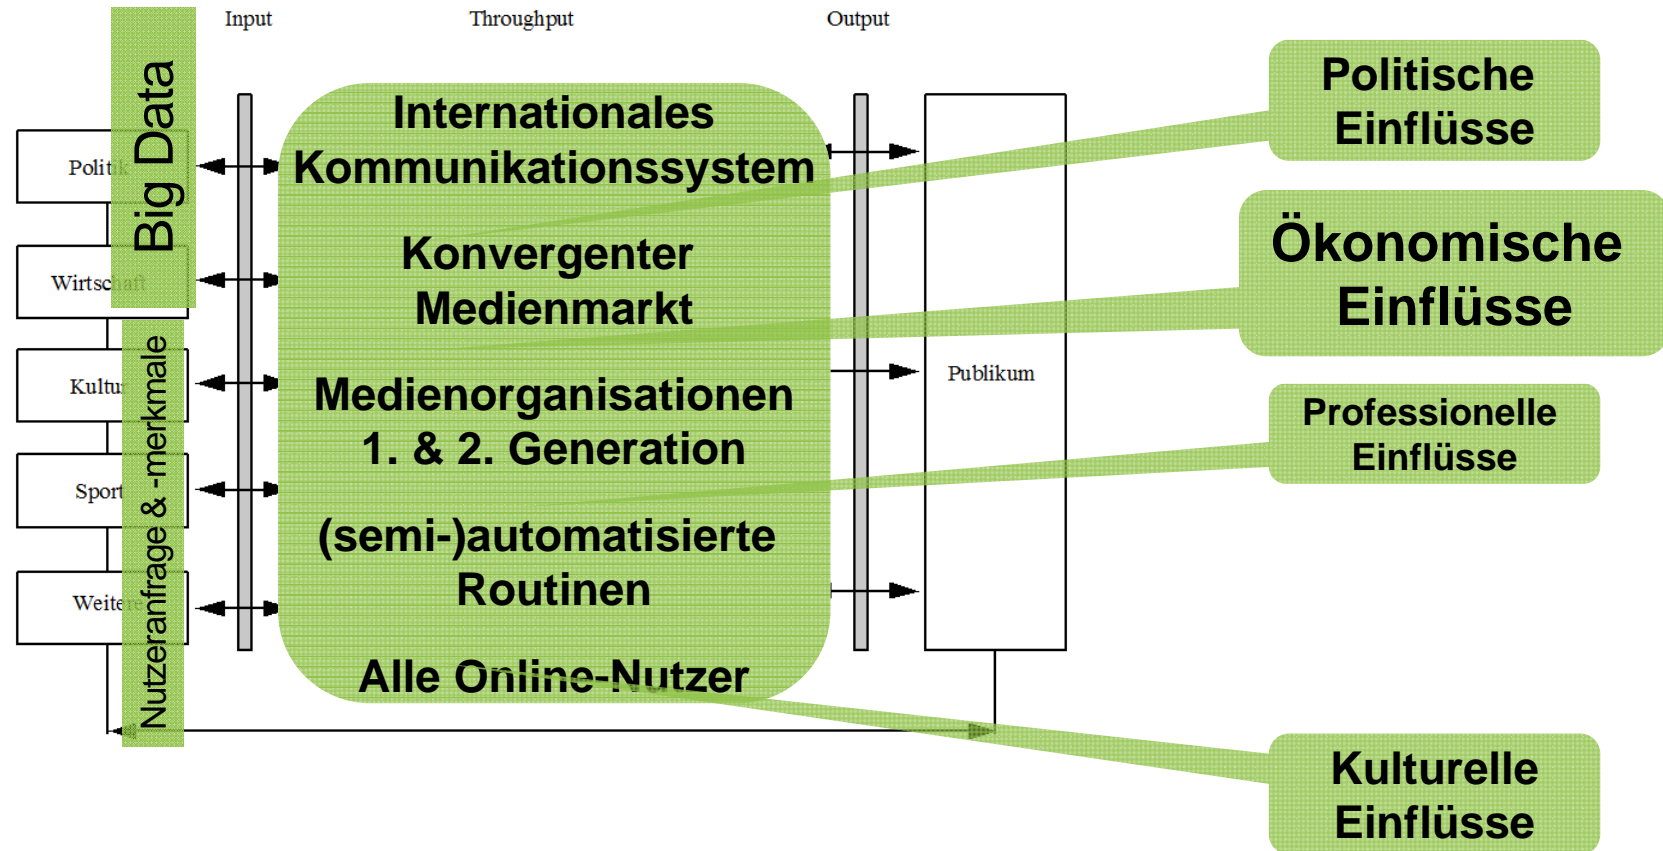 Input
Throughput
Output
Big Data
Nutzeranfrage & -merkmale
Politik
Wirtschaft
Kultur
Sport
Weitere
Internationales
Kommunikationssystem
Konvergenter
Medienmarkt
Medienorganisationen
1. & 2. Generation
(semi-)automatisierte
Routinen
Alle Online-Nutzer
Publikum
Politische
Einflüsse
Ökonomische
Einflüsse
Professionelle
Einflüsse
Kulturelle
Einflüsse